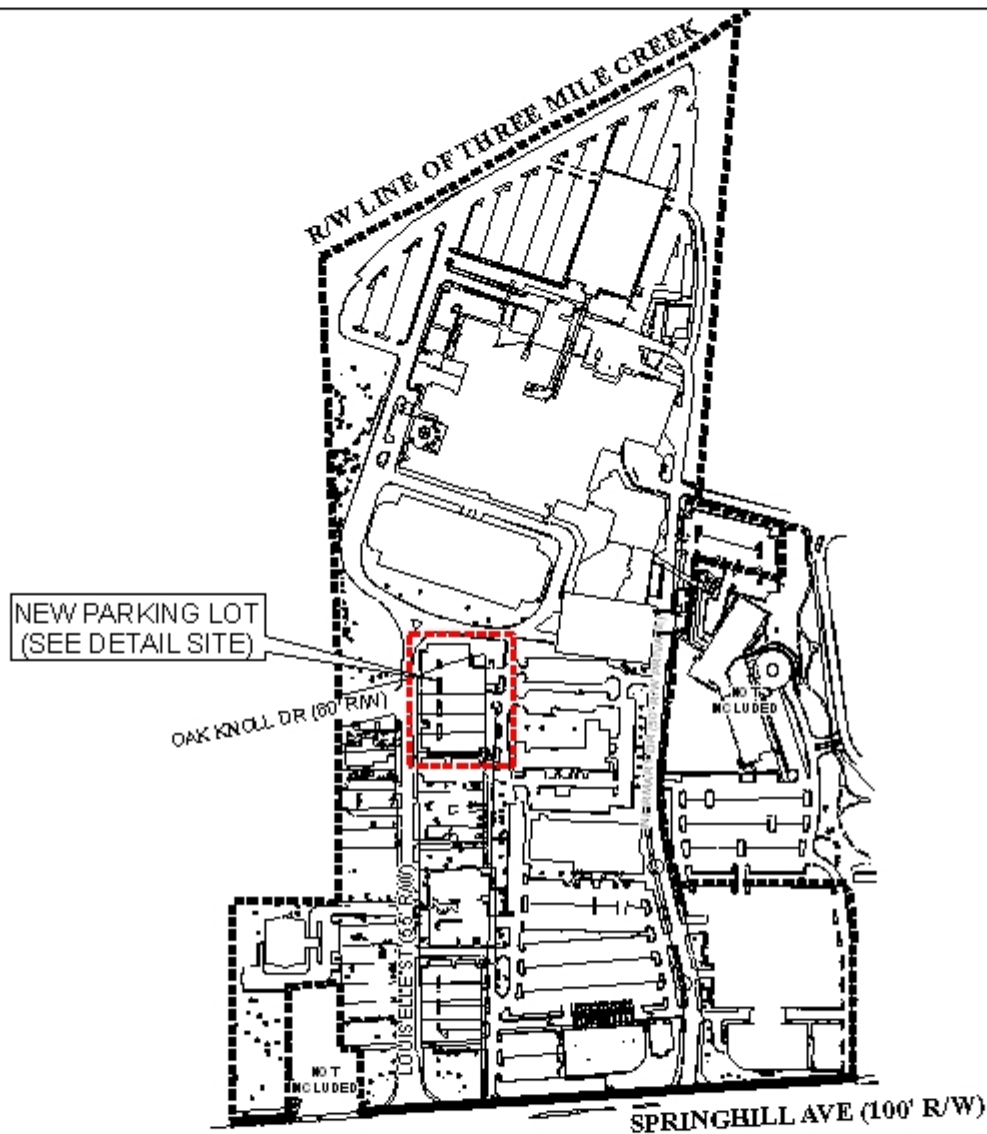 R/W LINE OF THREE MILE CREEK
NEW PARKING LOT
(SEE DETAIL SITE)
OAK KNOLL DR (60' R/W)
NOT
INCLUDED
LOUISELLE ST (55' R/W)
NOT
INCLUDED
SPRINGHILL AVE (100' R/W)